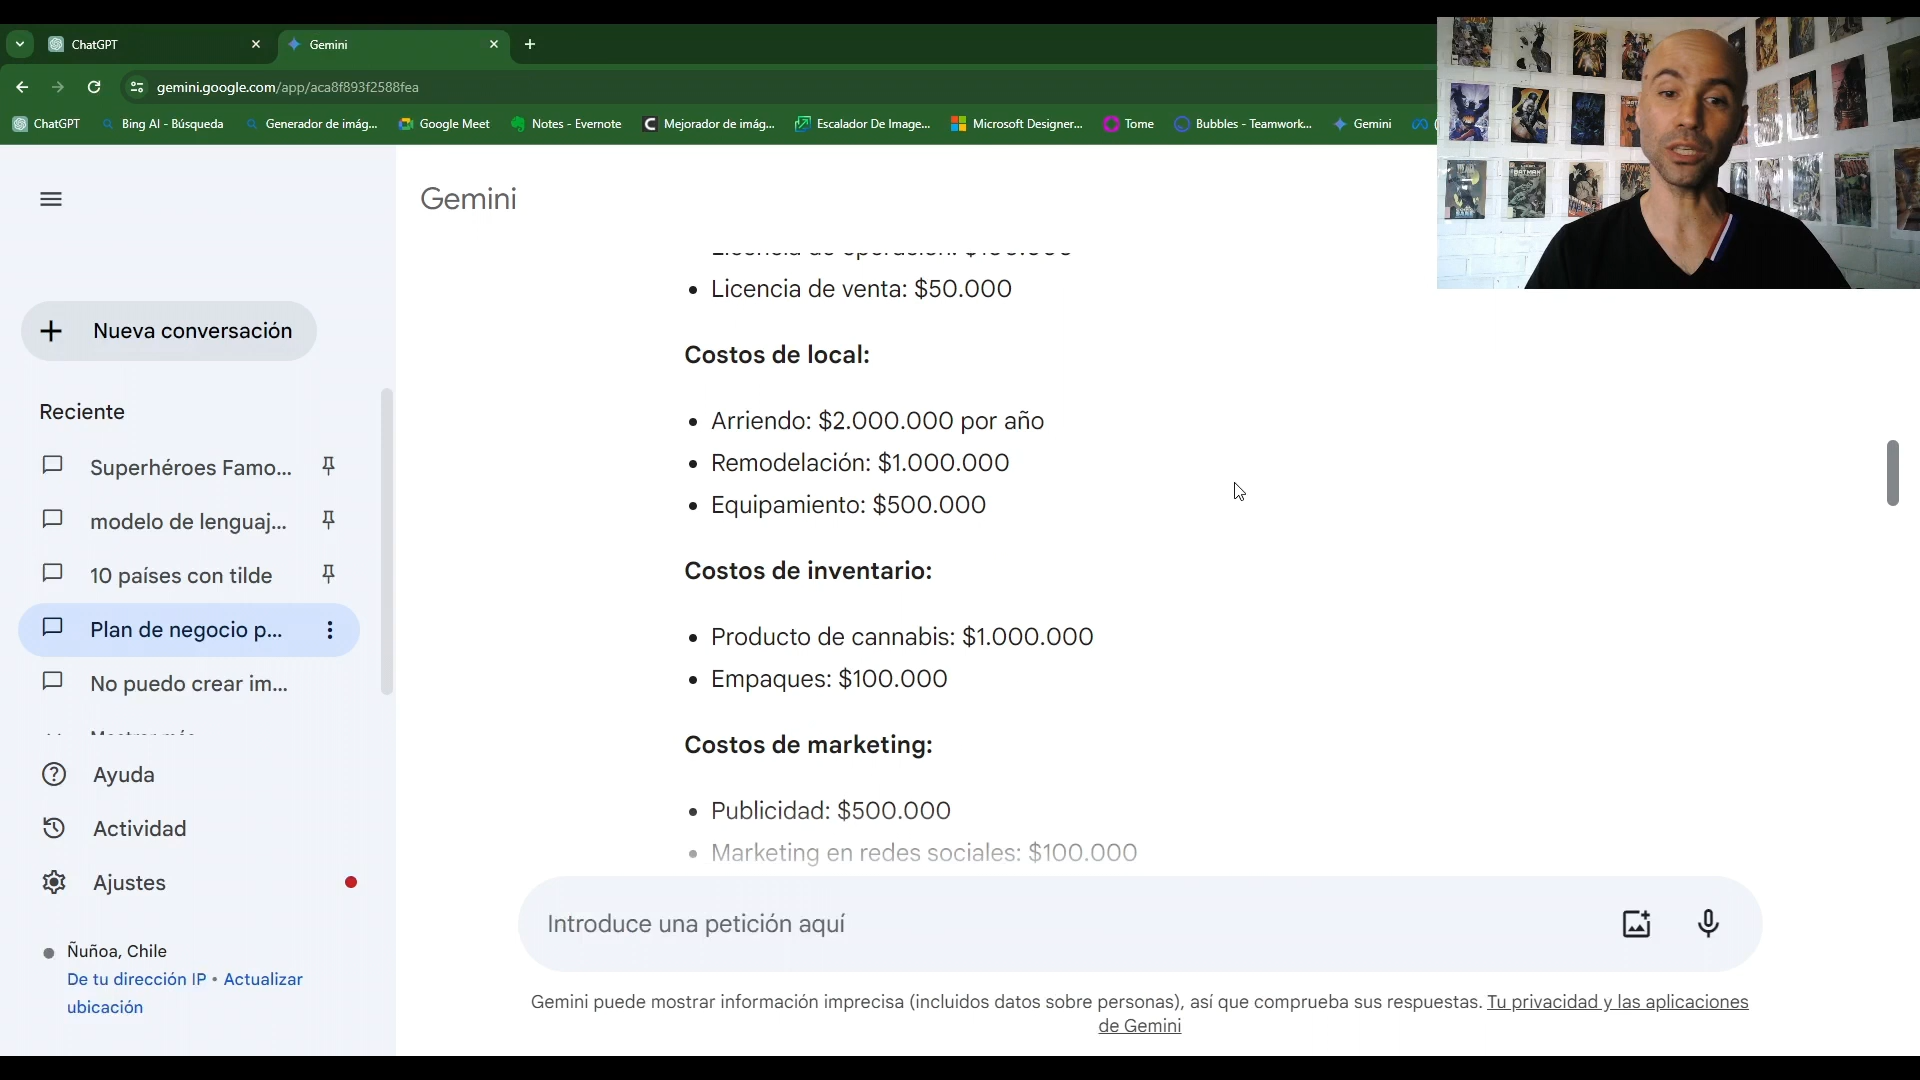 ChatGPT
Gemini
gemini.google.com/app/aca8f893f2588fea
ChatGPT
Bing AI - Búsqueda
Generador de imág...
Google Meet
Notes - Evernote
Mejorador de imág...
Escalador De Image...
Microsoft Designer...
Tome
Bubbles - Teamwork...
Gemini
Gemini
Nueva conversación
Reciente
Superhéroes Famo...
modelo de lenguaj...
10 países con tilde
Plan de negocio p...
No puedo crear im...
Ayuda
Actividad
Ajustes
Ñuñoa, Chile
De tu dirección IP • Actualizar
ubicación
Licencia de venta: $50.000
Costos de local:
Arriendo: $2.000.000 por año
Remodelación: $1.000.000
Equipamiento: $500.000
Costos de inventario:
Producto de cannabis: $1.000.000
Empaques: $100.000
Costos de marketing:
Publicidad: $500.000
Marketing en redes sociales: $100.000
Introduce una petición aquí
Gemini puede mostrar información imprecisa (incluidos datos sobre personas), así que comprueba sus respuestas. Tu privacidad y las aplicaciones
de Gemini